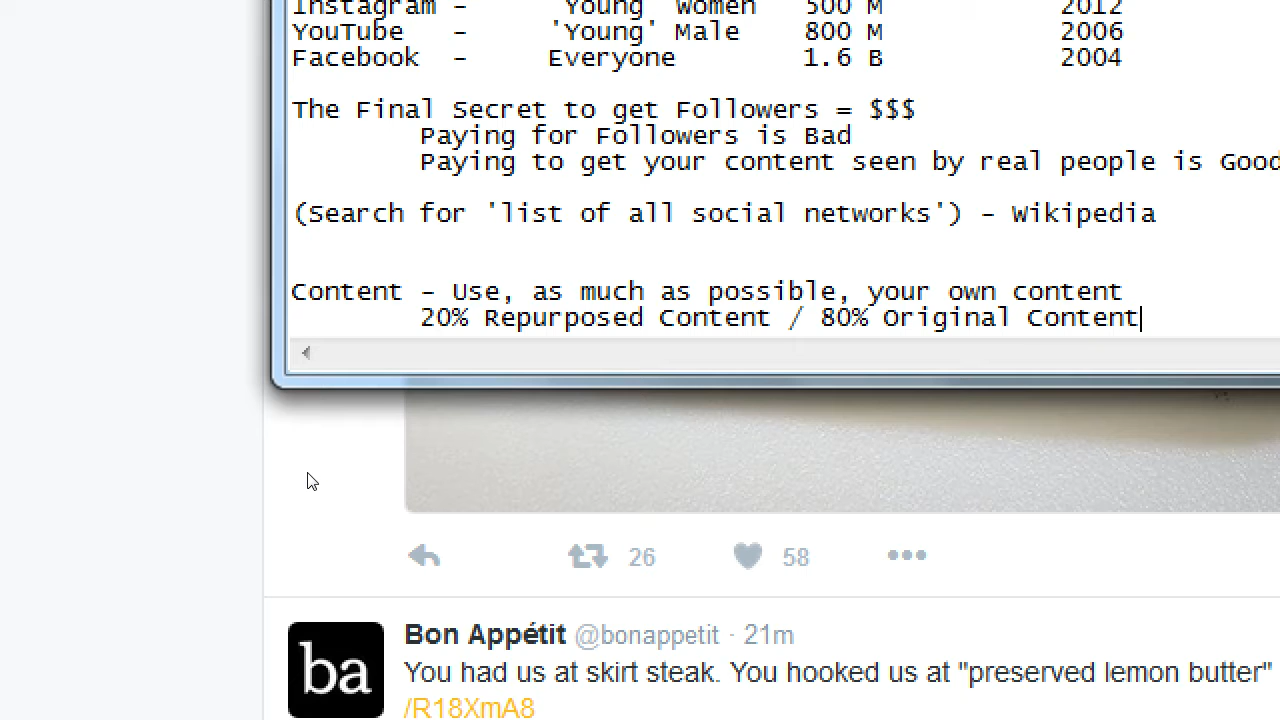 Instagram - 'Young' Women 500 M 2012
YouTube - 'Young' Male 800 M 2006
Facebook - Everyone 1.6 B 2004
The Final Secret to get Followers = $$$
Paying for Followers is Bad
Paying to get your content seen by real people is Good
(Search for 'list of all social networks') - Wikipedia
Content - Use, as much as possible, your own content
20% Repurposed Content / 80% Original Content
26 58 •••
ba
Bon Appétit @bonappetit · 21m
You had us at skirt steak. You hooked us at "preserved lemon butter"
/R18XmA8